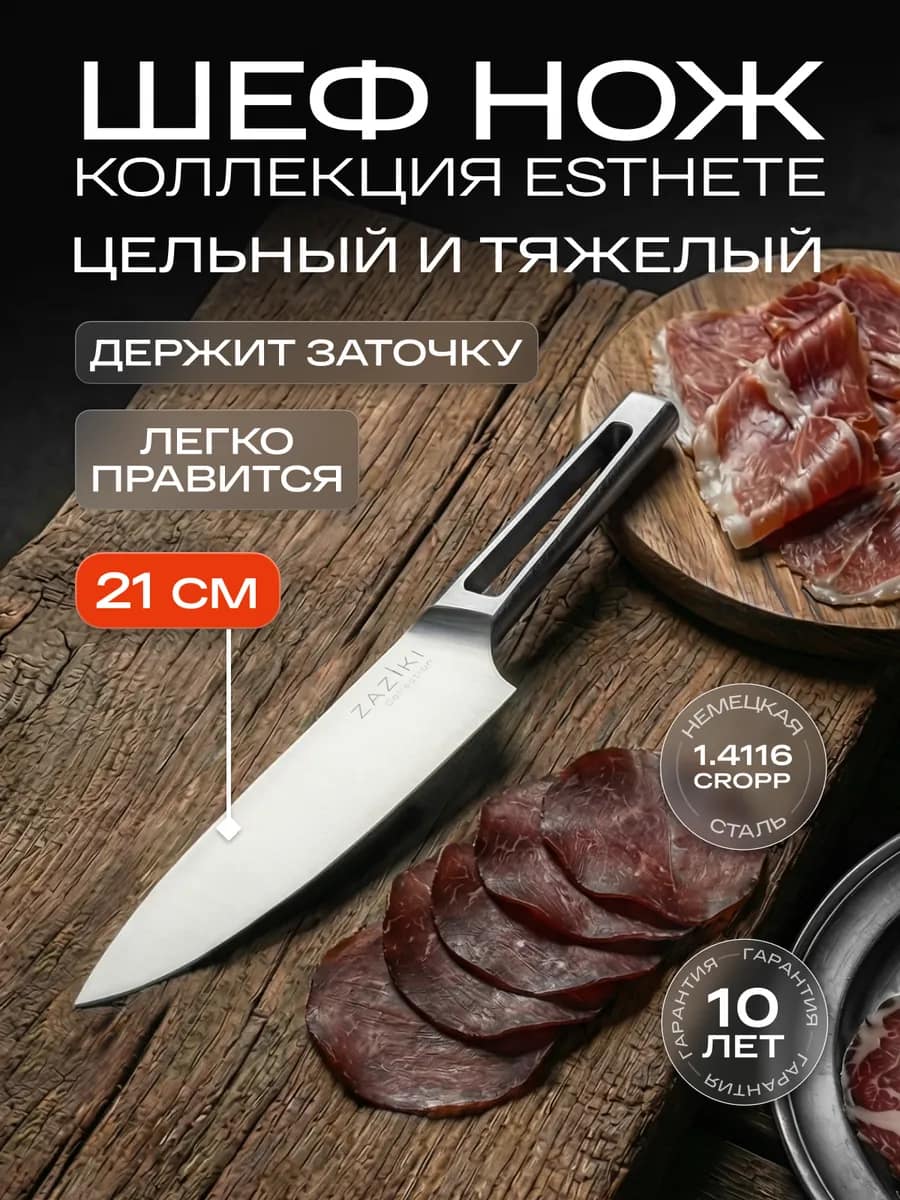 ШЕФ НОЖ
КОЛЛЕКЦИЯ ESTHETE
ЦЕЛЬНЫЙ И ТЯЖЕЛЫЙ
ДЕРЖИТ ЗАТОЧКУ
ЛЕГКО
ПРАВИТСЯ
21 СМ
ZAZIKI
Collection
НЕМЕЦКАЯ
1.4116
CROPP
СТАЛЬ
ГАРАНТИЯ ГАРАНТИЯ ГАРАНТИЯ ГАРАНТИЯ
10
ЛЕТ